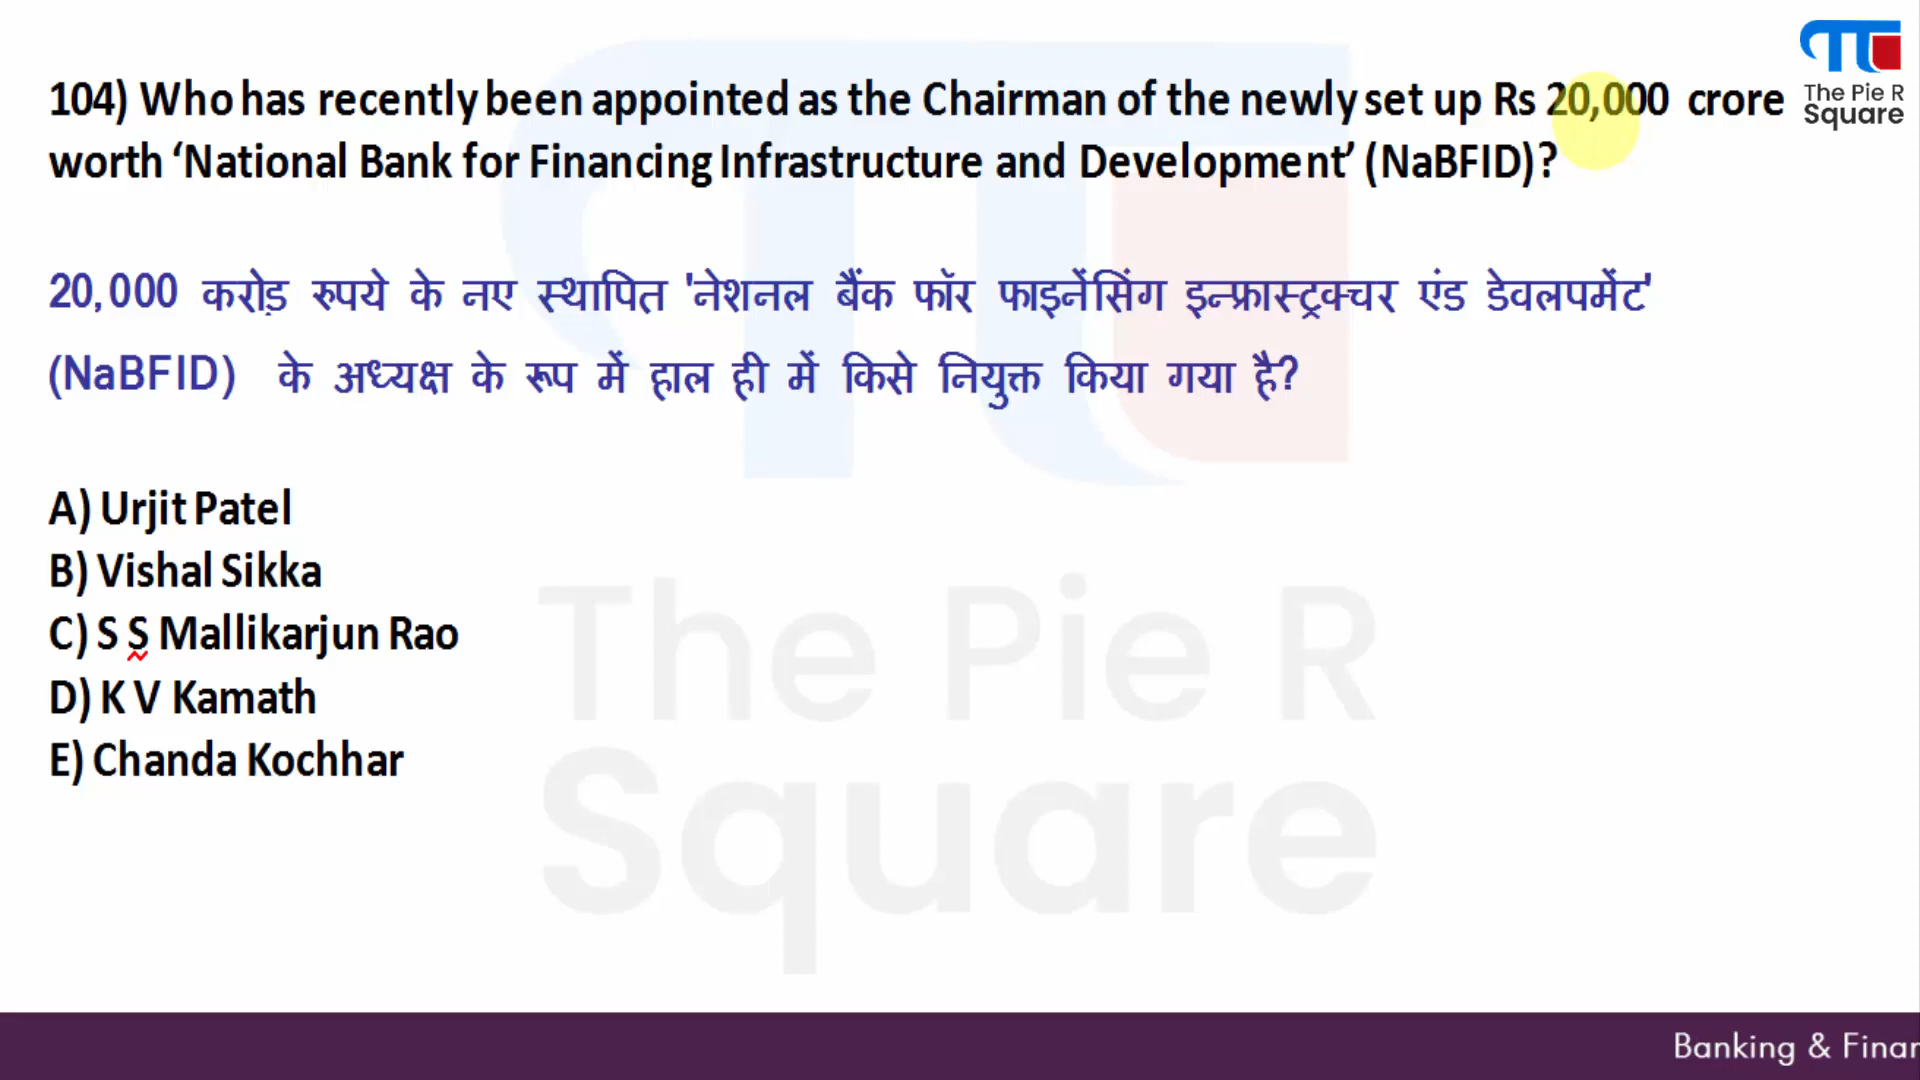 104) Who has recently been appointed as the Chairman of the newly set up Rs 20,000 crore
worth ‘National Bank for Financing Infrastructure and Development’ (NaBFID)?
20,000 करोड़ रुपये के नए स्थापित 'नेशनल बैंक फॉर फाइनेंसिंग इन्फ्रास्ट्रक्चर एंड डेवलपमेंट'
(NaBFID) के अध्यक्ष के रूप में हाल ही में किसे नियुक्त किया गया है?
A) Urjit Patel
B) Vishal Sikka
C) S S Mallikarjun Rao
D) K V Kamath
E) Chanda Kochhar
The Pie R
Square
The Pie R
Square
Banking & Finan